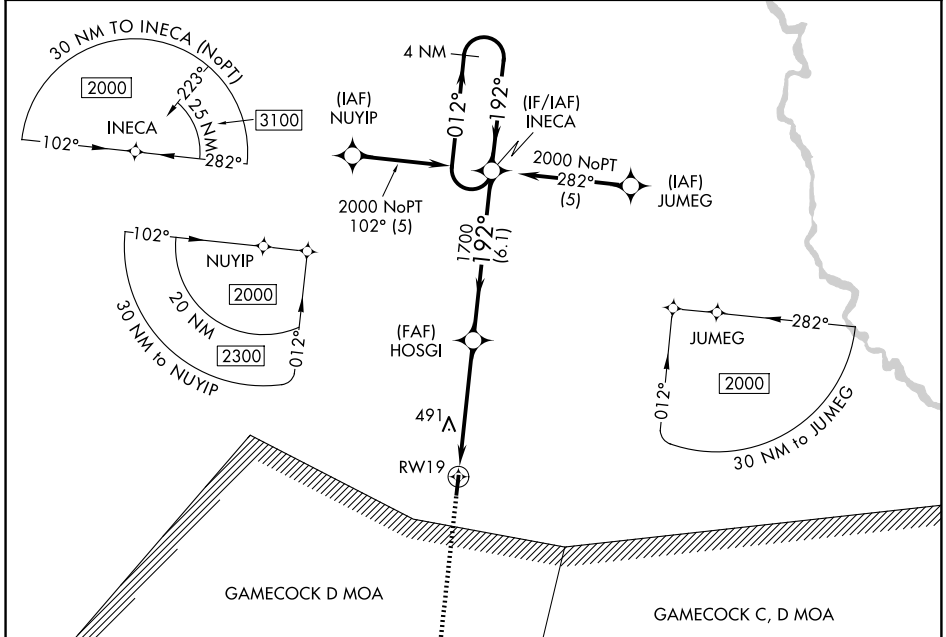 30 NM TO INECA (NoPT)
2000
223°
25 NM
3100
INECA
102°
282°
4 NM
012°
192°
(IAF)
NUYIP
(IF/IAF)
INECA
2000 NoPT
282°
(5)
(IAF)
JUMEG
2000 NoPT
102° (5)
1700
192°
(6.1)
102°
NUYIP
2000
20 NM
2300
012°
30 NM to NUYIP
(FAF)
HOSGI
282°
JUMEG
2000
012°
30 NM to JUMEG
491
RW19
GAMECOCK D MOA
GAMECOCK C, D MOA